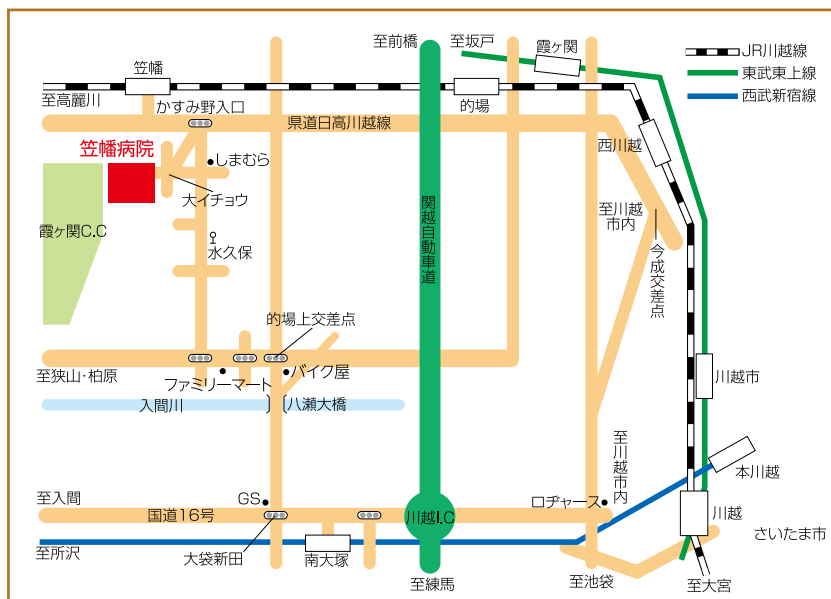 至前橋
至坂戸
霞ヶ関
JR川越線
東武東上線
西武新宿線
笠幡
至高麗川
的場
かすみ野入口
県道日高川越線
西川越
笠幡病院
しまむら
大イチョウ
霞ヶ関C.C
水久保
関越自動車道
至川越
市内
今成交差点
的場上交差点
至狭山・柏原
ファミリーマート
バイク屋
川越市
入間川
八瀬大橋
至川越
市内
本川越
至入間
GS
国道16号
川越I.C
ロヂャース
川越
さいたま市
至所沢
大袋新田
南大塚
至練馬
至池袋
至大宮